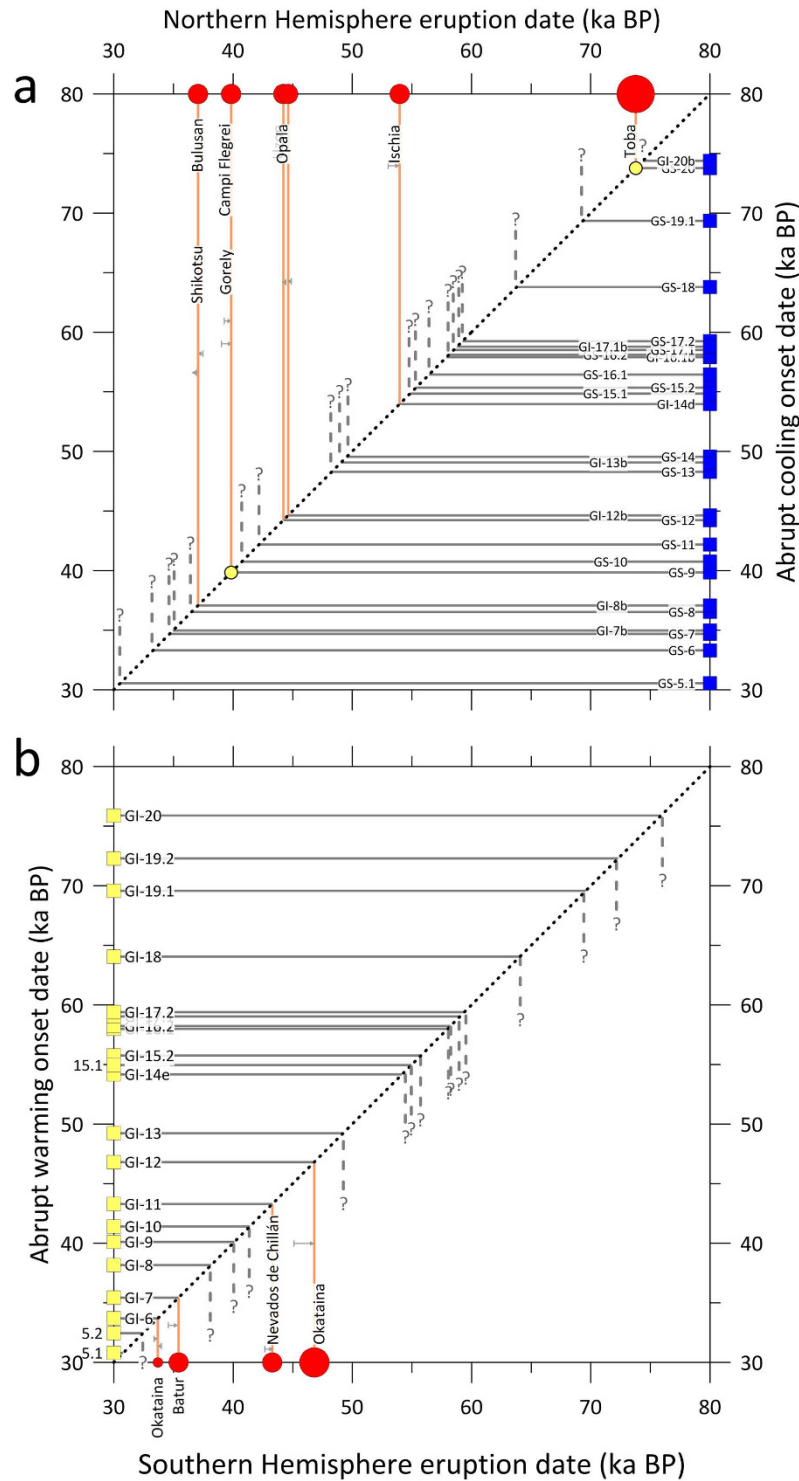 Northern Hemisphere eruption date (ka BP)
30 40 50 60 70 80
a
80
70
60
50
40
30
Bulusan
Shikotsu
Campi Flegrei
Gorely
Opala
Ischia
Toba
? ? ? ? ? ? ? ? ? ? ? ? ? ? ? ? ? ? ? ? ?
GI-20b
GS-20
GS-19.1
GS-18
GS-17.2
GI-17.1b
GS-17.1
GI-16.1b
GS-16.2
GS-16.1
GS-15.2
GS-15.1
GI-14d
GS-14
GI-13b
GS-13
GI-12b
GS-12
GS-11
GS-10
GS-9
GI-8b
GS-8
GI-7b
GS-7
GS-6
GS-5.1
80
70
60
50
40
30
Abrupt cooling onset date (ka BP)
b
Abrupt warming onset date (ka BP)
80
70
60
50
40
30
GI-20
GI-19.2
GI-19.1
GI-18
GI-17.2
GI-16.2
GI-15.2
15.1
GI-14e
GI-13
GI-12
GI-11
GI-10
GI-9
GI-8
GI-7
GI-6
5.2
5.1
? ? ? ? ? ? ? ? ? ? ? ? ? ? ? ?
Okataina
Batur
Nevados de Chillán
Okataina
80
70
60
50
40
30
30 40 50 60 70 80
Southern Hemisphere eruption date (ka BP)